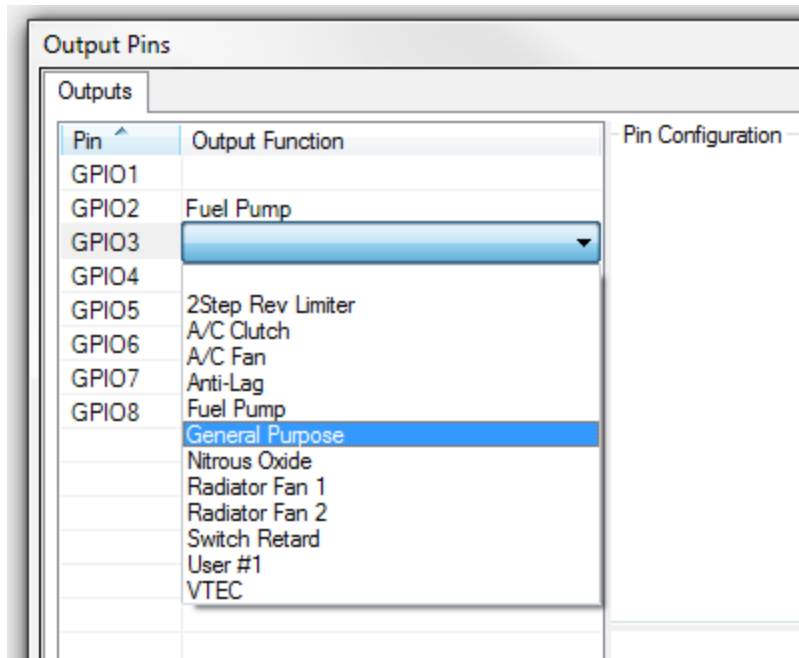 Output Pins
Outputs
Pin Output Function
Pin Configuration
GPIO1
GPIO2 Fuel Pump
GPIO3
GPIO4
GPIO5
GPIO6
GPIO7
GPIO8
2Step Rev Limiter
A/C Clutch
A/C Fan
Anti-Lag
Fuel Pump
General Purpose
Nitrous Oxide
Radiator Fan 1
Radiator Fan 2
Switch Retard
User #1
VTEC